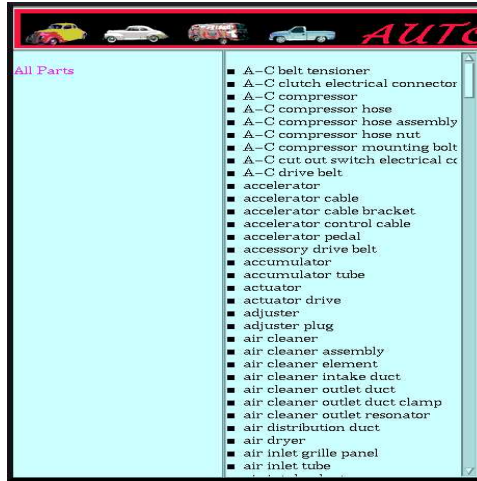 AUTO
All Parts
A-C belt tensioner
A-C clutch electrical connector
A-C compressor
A-C compressor hose
A-C compressor hose assembly
A-C compressor hose nut
A-C compressor mounting bolt
A-C cut out switch electrical co
A-C drive belt
accelerator
accelerator cable
accelerator cable bracket
accelerator control cable
accelerator pedal
accessory drive belt
accumulator
accumulator tube
actuator
actuator drive
adjuster
adjuster plug
air cleaner
air cleaner assembly
air cleaner element
air cleaner intake duct
air cleaner outlet duct
air cleaner outlet duct clamp
air cleaner outlet resonator
air distribution duct
air dryer
air inlet grille panel
air inlet tube